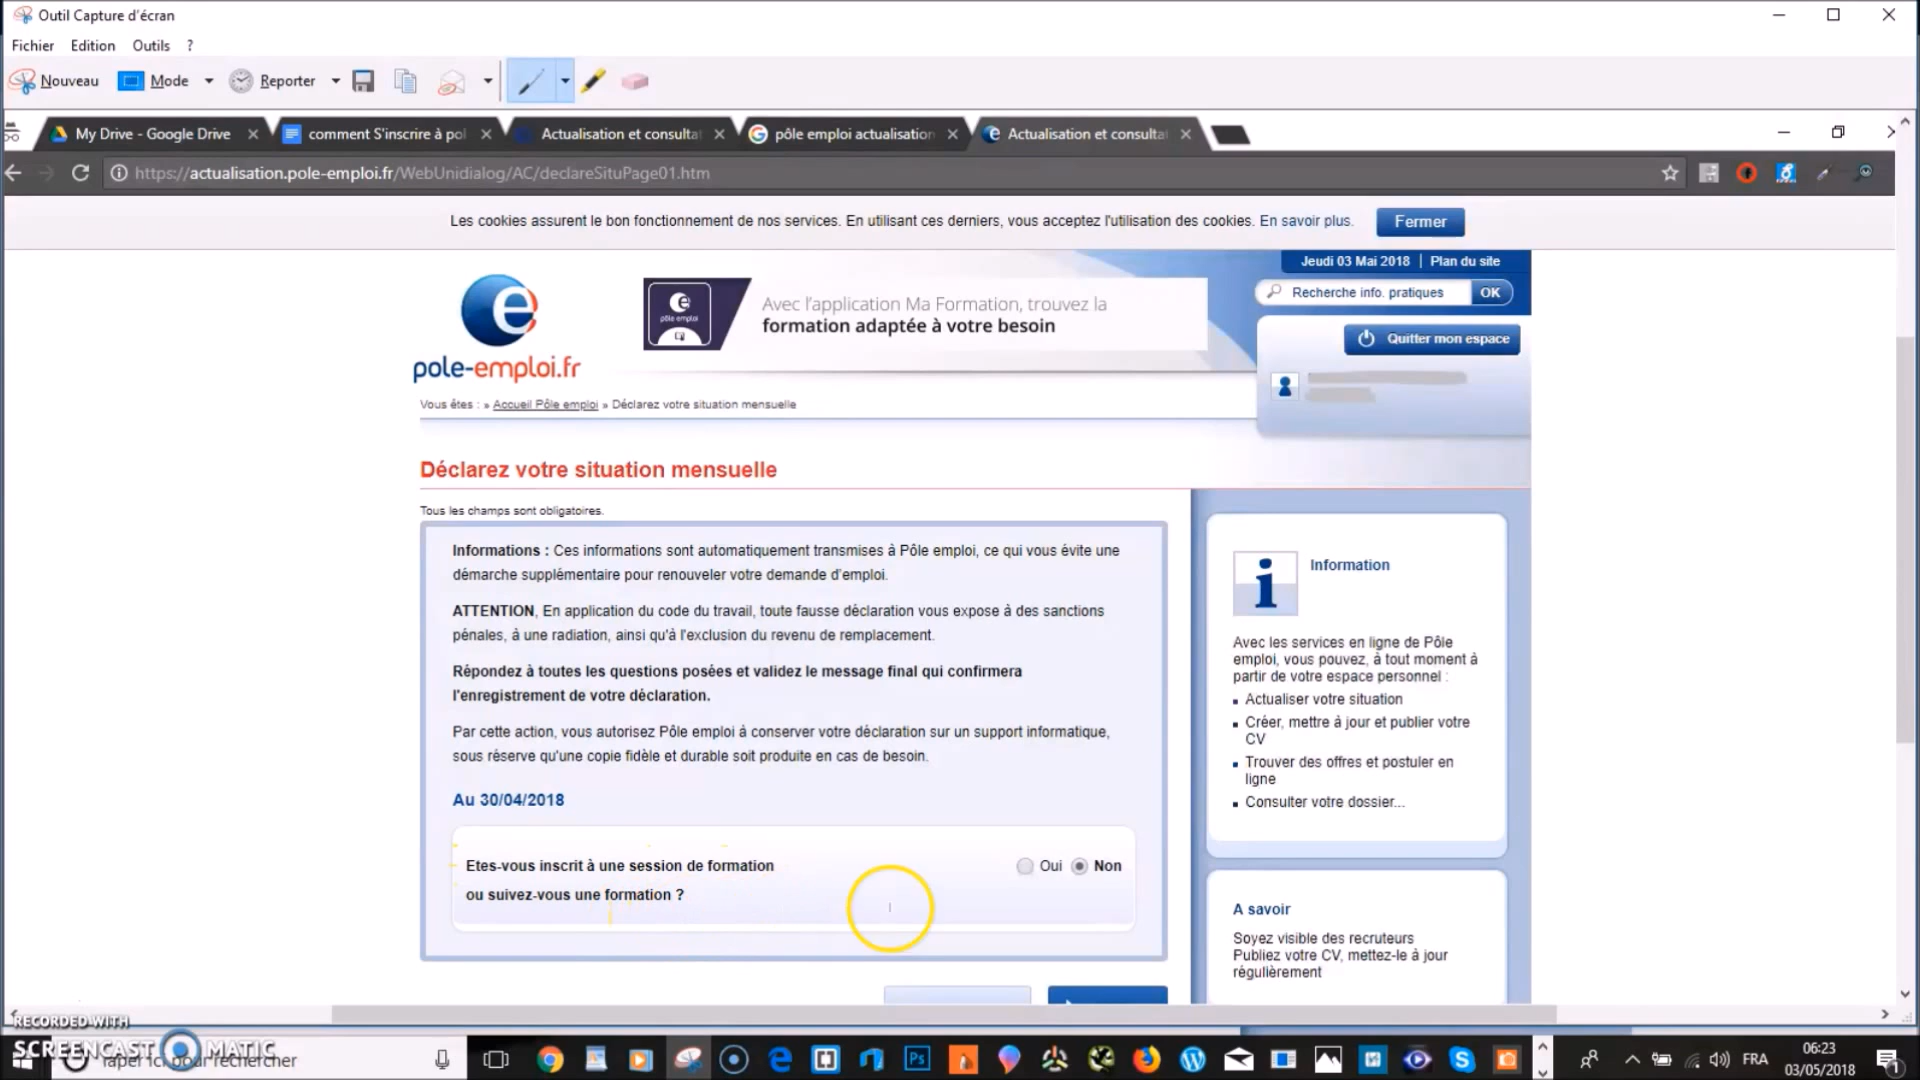 Outil Capture d'écran
Fichier Edition Outils ?
Nouveau Mode Reporter
My Drive - Google Drive
comment S'inscrire à pol
Actualisation et consulta
pôle emploi actualisation
Actualisation et consulta
https://actualisation.pole-emploi.fr/WebUnidialog/AC/declareSituPage01.htm
Les cookies assurent le bon fonctionnement de nos services. En utilisant ces derniers, vous acceptez l'utilisation des cookies. En savoir plus. Fermer
Jeudi 03 Mai 2018 | Plan du site
Recherche info. pratiques OK
Quitter mon espace
pôle emploi
Avec l'application Ma Formation, trouvez la
formation adaptée à votre besoin
pole-emploi.fr
Vous êtes : » Accueil Pôle emploi » Déclarez votre situation mensuelle
Déclarez votre situation mensuelle
Tous les champs sont obligatoires.
Informations : Ces informations sont automatiquement transmises à Pôle emploi, ce qui vous évite une
démarche supplémentaire pour renouveler votre demande d'emploi.
ATTENTION, En application du code du travail, toute fausse déclaration vous expose à des sanctions
pénales, à une radiation, ainsi qu'à l'exclusion du revenu de remplacement.
Répondez à toutes les questions posées et validez le message final qui confirmera
l'enregistrement de votre déclaration.
Par cette action, vous autorisez Pôle emploi à conserver votre déclaration sur un support informatique,
sous réserve qu'une copie fidèle et durable soit produite en cas de besoin.
Au 30/04/2018
Etes-vous inscrit à une session de formation
ou suivez-vous une formation ?
Oui Non
Information
Avec les services en ligne de Pôle
emploi, vous pouvez, à tout moment à
partir de votre espace personnel :
Actualiser votre situation
Créer, mettre à jour et publier votre
CV
Trouver des offres et postuler en
ligne
Consulter votre dossier...
A savoir
Soyez visible des recruteurs
Publiez votre CV, mettez-le à jour
régulièrement
RECORDED WITH
SCREENCAST MATIC
Taper ici pour rechercher
Ps
FRA
06:23
03/05/2018
1